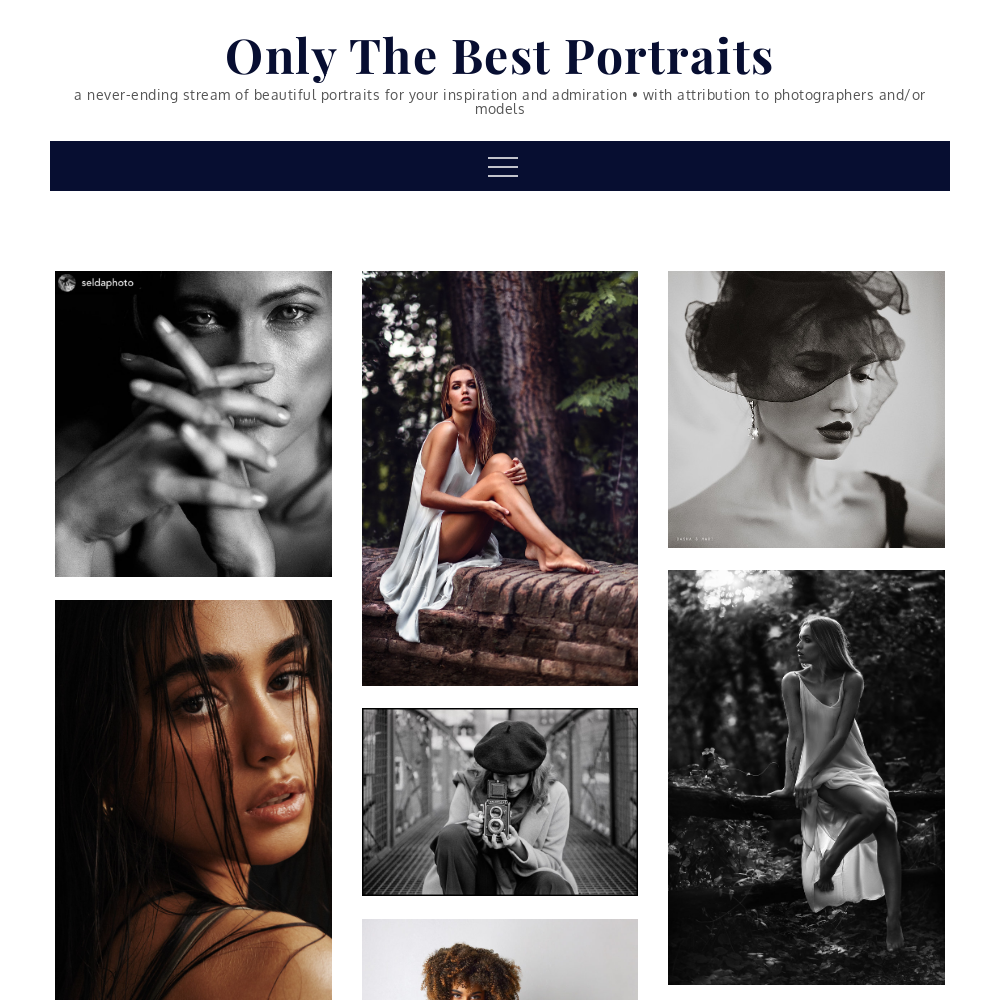 Only The Best Portraits
a never-ending stream of beautiful portraits for your inspiration and admiration • with attribution to photographers and/or
models
seldaphoto